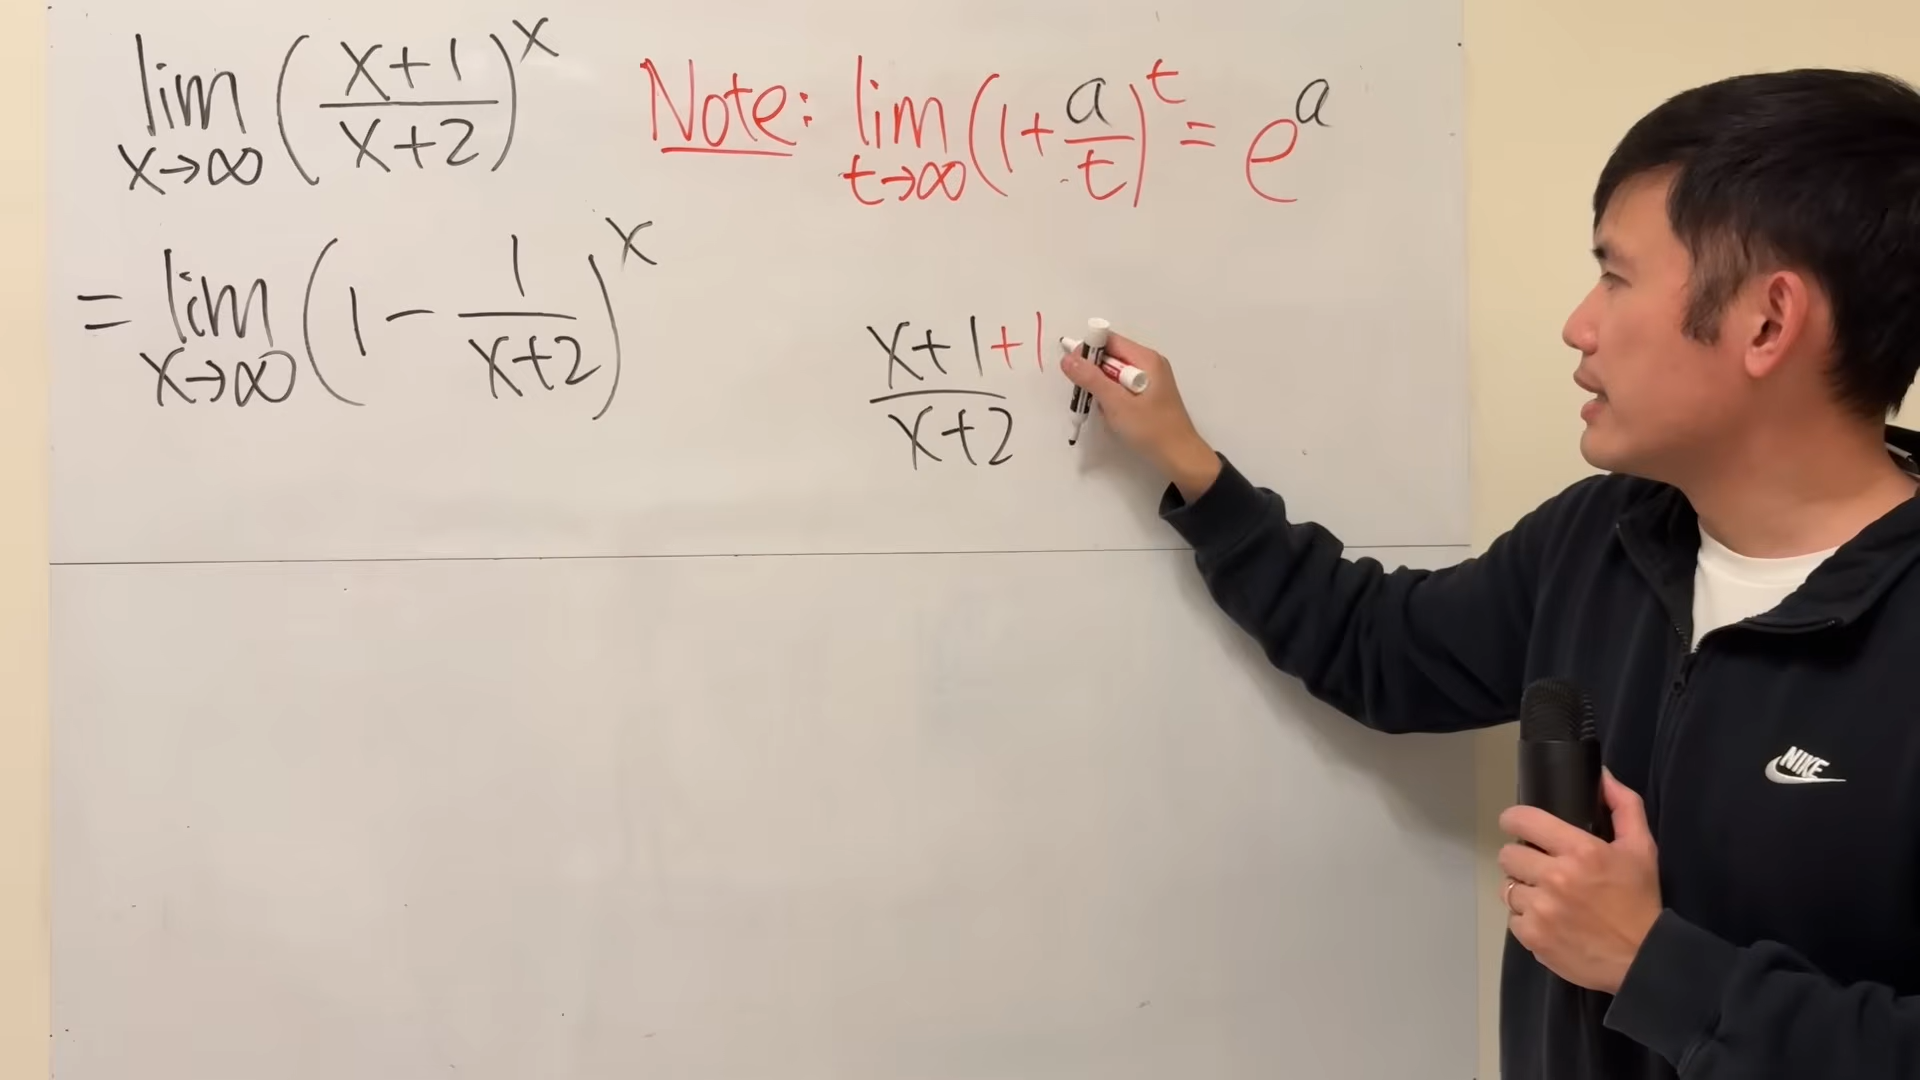 lim x→∞ (x+1/x+2)^x
Note: lim t→∞ (1+a/t)^t = e^a
= lim x→∞ (1 - 1/x+2)^x
x+1+1
x+2
NIKE